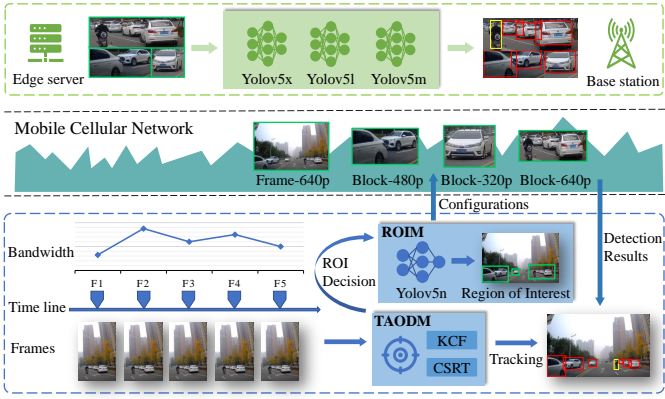 Edge server
Yolov5x
Yolov5l
Yolov5m
Base station
Mobile Cellular Network
Frame-640p
Block-480p
Block-320p
Block-640p
Configurations
Bandwidth
F1
F2
F3
F4
F5
Time line
Frames
ROI
Decision
ROIM
Yolov5n
Region of Interest
TAODM
KCF
CSRT
Tracking
Detection
Results